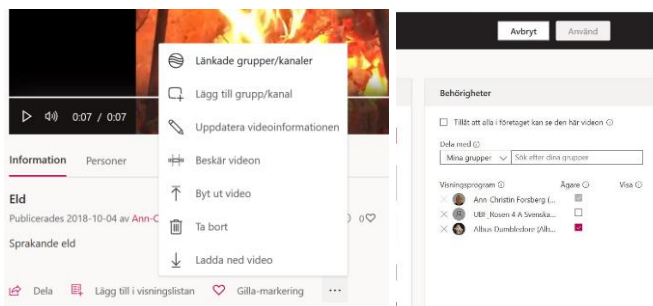 Länkade grupper/kanaler
Lägg till grupp/kanal
Uppdatera videoinformationen
Beskär videon
Byt ut video
Ta bort
Ladda ned video
0:07 / 0:07
Information Personer
Eld
Publicerades 2018-10-04 av Ann-C
0
Sprakande eld
Dela Lägg till i visningslistan Gilla-markering ...
Avbryt Använd
Behörigheter
Tillåt att alla i företaget kan se den här videon
Dela med
Mina grupper Sök efter dina grupper
Visningsprogram Ägare Visa
Ann-Christin Forsberg (...
UBF_Rosen 4 A Svenska...
Albus Dumbledore (Alb...